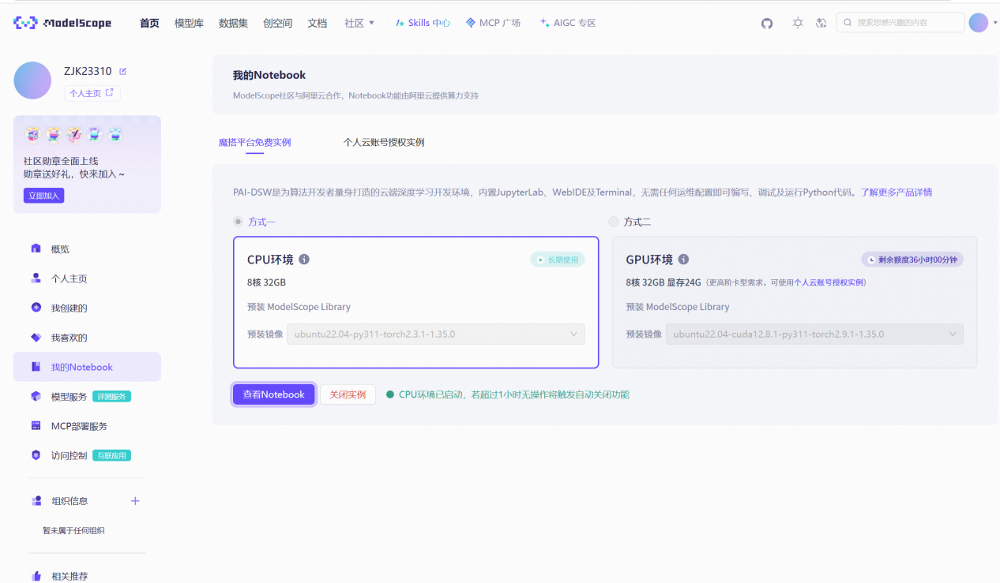 ModelScope 首页 模型库 数据集 创空间 文档 社区 Skills 中心 MCP 广场 AIGC 专区 搜索您感兴趣的内容
ZJK23310
个人主页
社区勋章全面上线
勋章送好礼，快来加入 ~
立即加入
概览
个人主页
我创建的
我喜欢的
我的Notebook
模型服务 评测服务
MCP部署服务
访问控制 互联应用
组织信息
暂未属于任何组织
相关推荐
我的Notebook
ModelScope社区与阿里云合作，Notebook功能由阿里云提供算力支持
魔搭平台免费实例 个人云账号授权实例
PAI-DSW是为算法开发者量身打造的云端深度学习开发环境，内置JupyterLab、WebIDE及Terminal，无需任何运维配置即可编写、调试及运行Python代码。了解更多产品详情
方式一
CPU环境 长期使用
8核 32GB
预装 ModelScope Library
预装镜像 ubuntu22.04-py311-torch2.3.1-1.35.0
方式二
GPU环境 剩余额度36小时00分钟
8核 32GB 显存24G（更高阶卡型需求，可使用个人云账号授权实例）
预装 ModelScope Library
预装镜像 ubuntu22.04-cuda12.8.1-py311-torch2.9.1-1.35.0
查看Notebook 关闭实例 CPU环境已启动，若超过1小时无操作将触发自动关闭功能